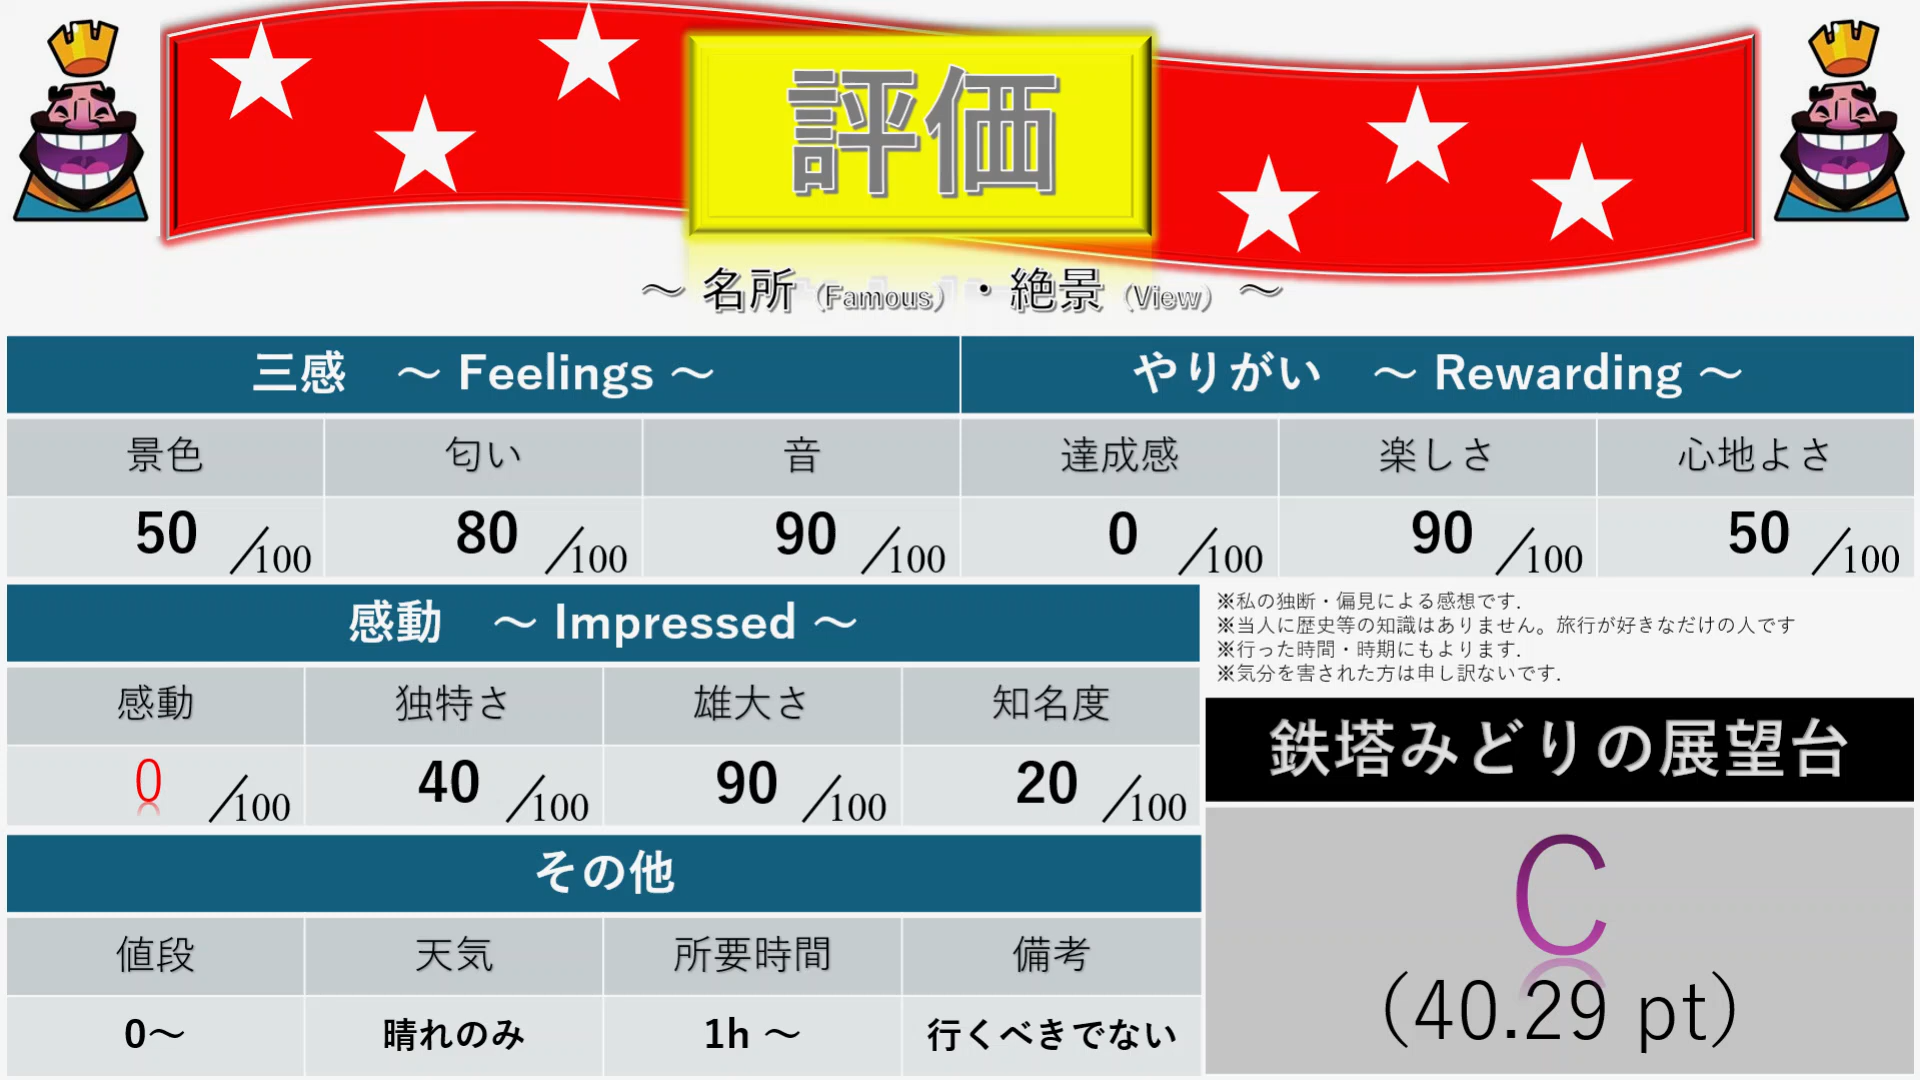 評価
～ 名所（Famous）・絶景（View） ～
三感　～ Feelings ～
やりがい　～ Rewarding ～
景色 匂い 音 達成感 楽しさ 心地よさ
50 ／100 80 ／100 90 ／100 0 ／100 90 ／100 50 ／100
感動　～ Impressed ～
感動 独特さ 雄大さ 知名度
0 ／100 40 ／100 90 ／100 20 ／100
その他
値段 天気 所要時間 備考
0～ 晴れのみ 1h ～ 行くべきでない
※私の独断・偏見による感想です.
※当人に歴史等の知識はありません。旅行が好きなだけの人です
※行った時間・時期にもよります.
※気分を害された方は申し訳ないです.
鉄塔みどりの展望台
C
（40.29 pt）